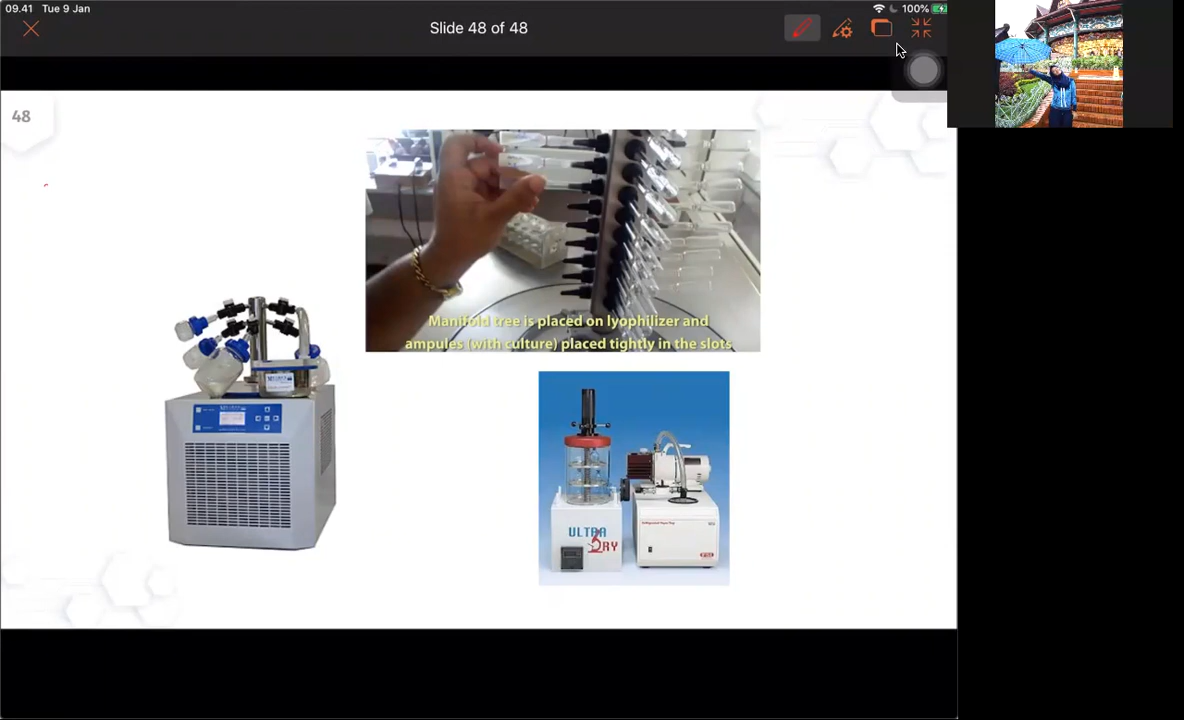 09.41 Tue 9 Jan
100%
Slide 48 of 48
48
Manifold tree is placed on lyophilizer and
ampules (with culture) placed tightly in the slots
ULTRA
DRY